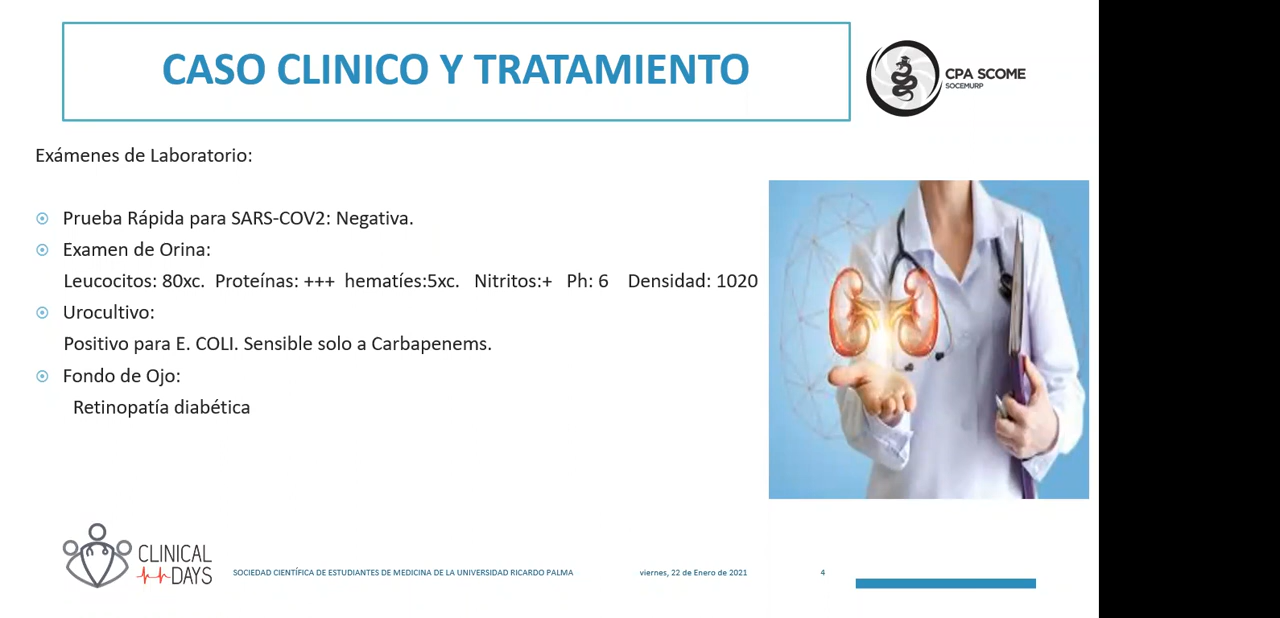 CASO CLINICO Y TRATAMIENTO
CPA SCOME
SOCEMURP
Exámenes de Laboratorio:
Prueba Rápida para SARS-COV2: Negativa.
Examen de Orina:
Leucocitos: 80xc. Proteínas: +++ hematíes:5xc. Nitritos:+ Ph: 6 Densidad: 1020
Urocultivo:
Positivo para E. COLI. Sensible solo a Carbapenems.
Fondo de Ojo:
Retinopatía diabética
CLINICAL
DAYS
SOCIEDAD CIENTÍFICA DE ESTUDIANTES DE MEDICINA DE LA UNIVERSIDAD RICARDO PALMA viernes, 22 de Enero de 2021 4